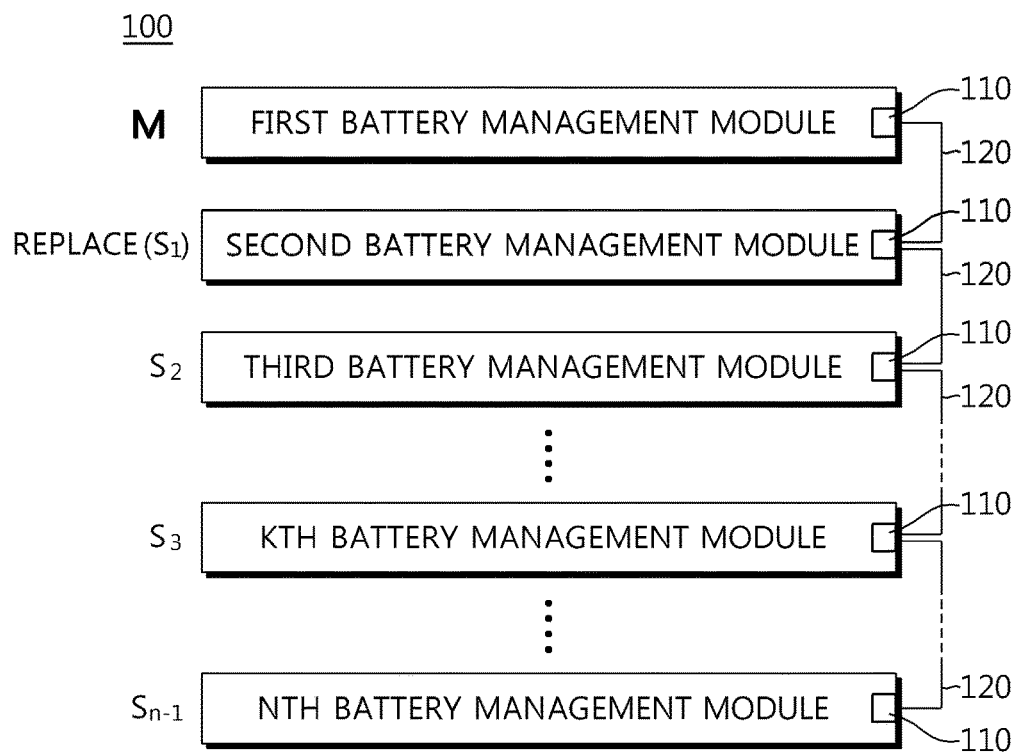 100
M FIRST BATTERY MANAGEMENT MODULE 110
120
REPLACE (S1) SECOND BATTERY MANAGEMENT MODULE 110
120
S2 THIRD BATTERY MANAGEMENT MODULE 110
120
S3 KTH BATTERY MANAGEMENT MODULE 110
120
Sn-1 NTH BATTERY MANAGEMENT MODULE 110